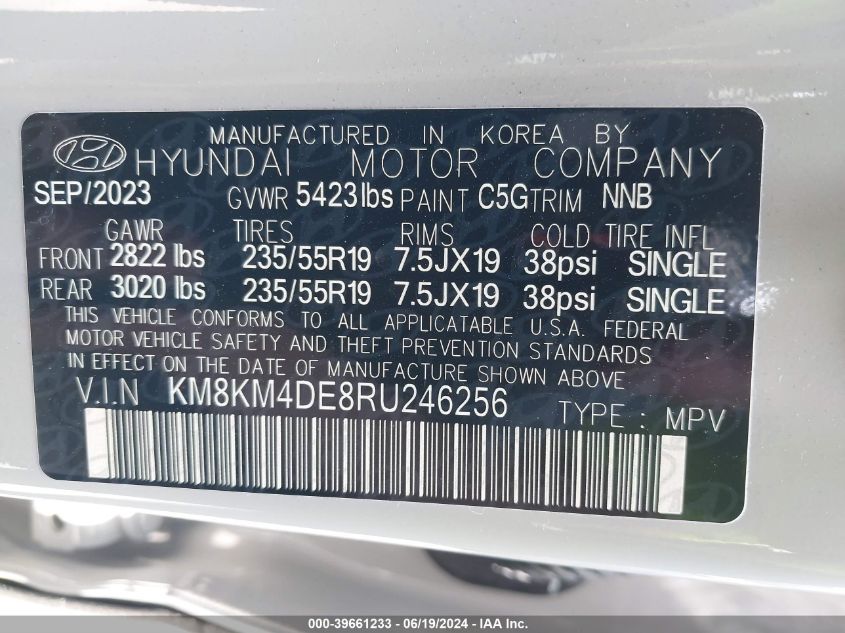 MANUFACTURED IN KOREA BY
HYUNDAI MOTOR COMPANY
SEP/2023 GVWR 5423lbs PAINT C5G TRIM NNB
GAWR TIRES RIMS COLD TIRE INFL
FRONT 2822 lbs 235/55R19 7.5JX19 38psi SINGLE
REAR 3020 lbs 235/55R19 7.5JX19 38psi SINGLE
THIS VEHICLE CONFORMS TO ALL APPLICATABLE U.S.A. FEDERAL
MOTOR VEHICLE SAFETY AND THEFT PREVENTION STANDARDS
IN EFFECT ON THE DATE OF MANUFACTURE SHOWN ABOVE.
V.I.N KM8KM4DE8RU246256 TYPE : MPV
000-39661233 - 06/19/2024 - IAA Inc.